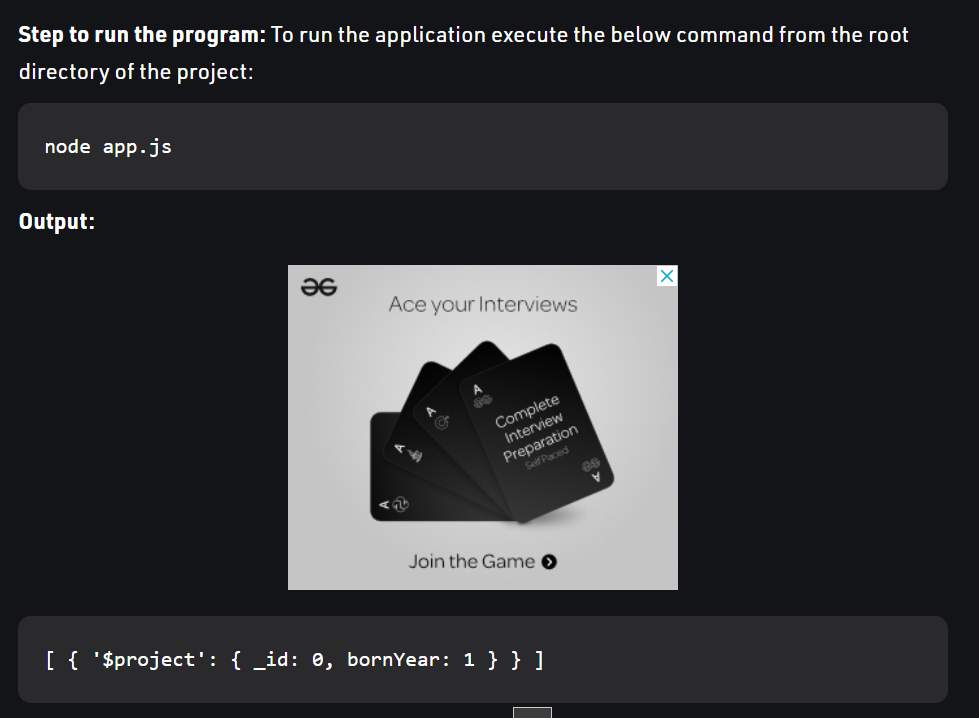 Step to run the program: To run the application execute the below command from the root
directory of the project:
node app.js
Output:
Ace your Interviews
A
A
A
A
Complete
Interview
Preparation
Self Paced
A
Join the Game
[ { '$project': { _id: 0, bornYear: 1 } } ]